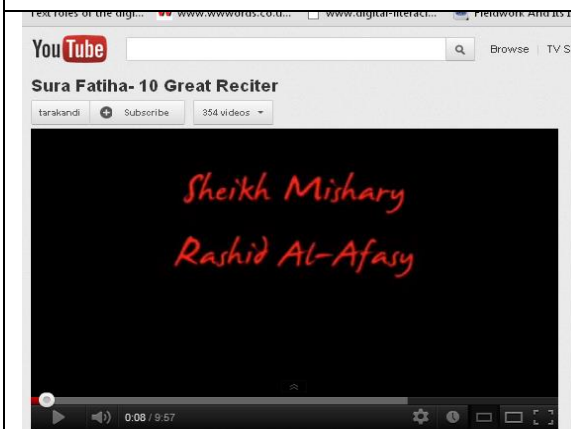 www.wwwords.co.u... www.digital-literaci... Fieldwork And Its I
You Tube Browse TV S
Sura Fatiha- 10 Great Reciter
tarakandi Subscribe 354 videos
Sheikh Mishary
Rashid Al-Afasy
0:08 / 9:57